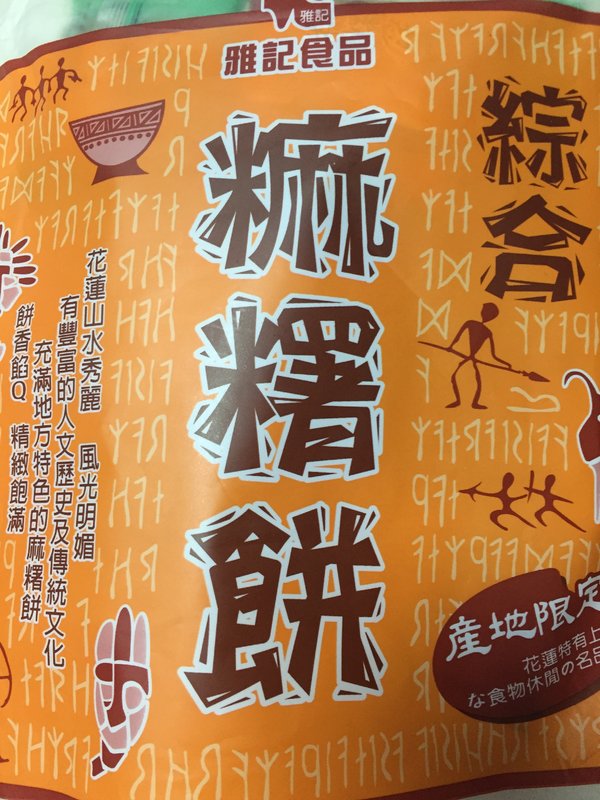 雅記
雅記食品
綜合
糜糬餅
花蓮山水秀麗 風光明媚
有豐富的人文歷史及傳統文化
充滿地方特色的麻糬餅
餅香餡Q 精緻飽滿
産地限定
花蓮特有上
な食物休閒の名品